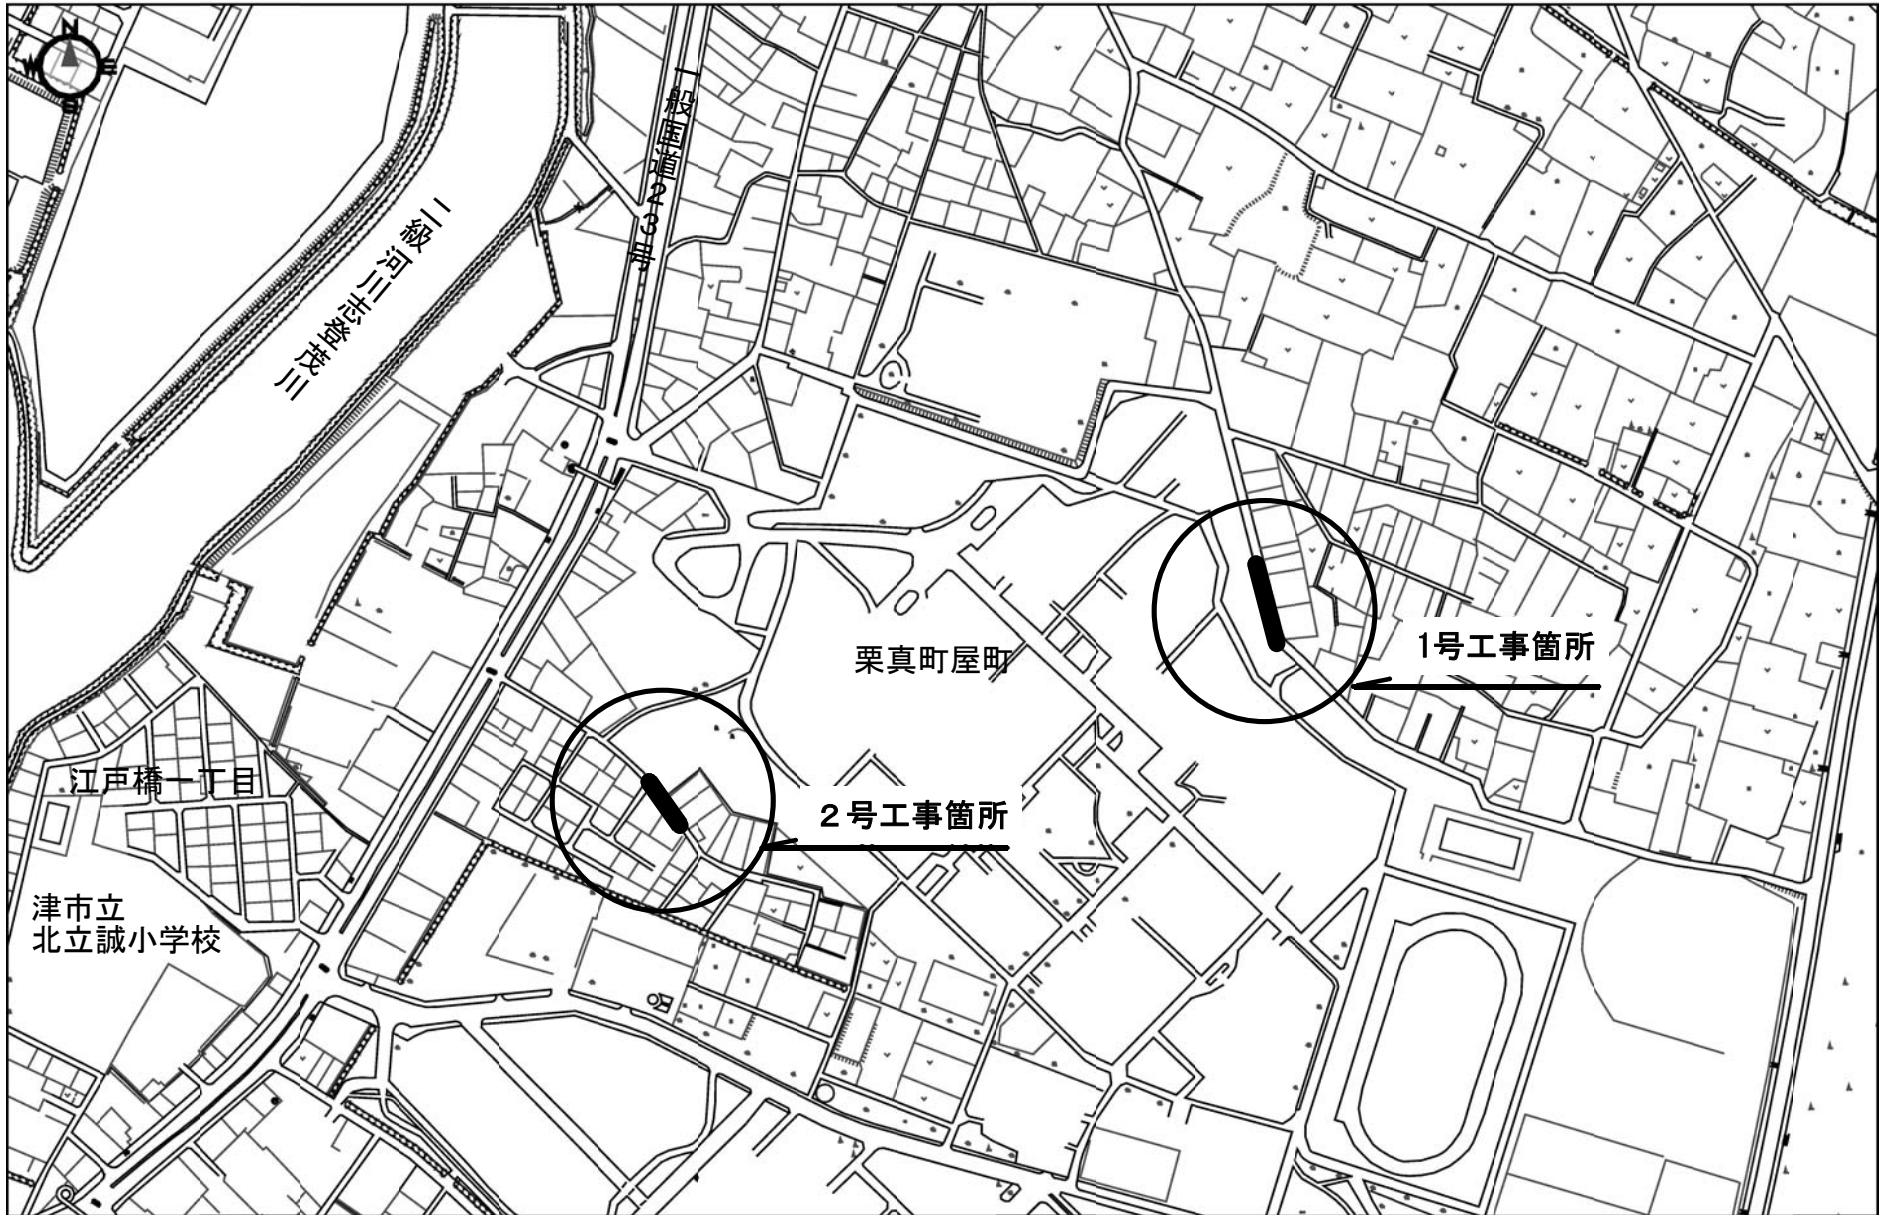 N
一般国道23号
二級河川志登茂川
栗真町屋町
1号工事箇所
2号工事箇所
江戸橋一丁目
津市立
北立誠小学校